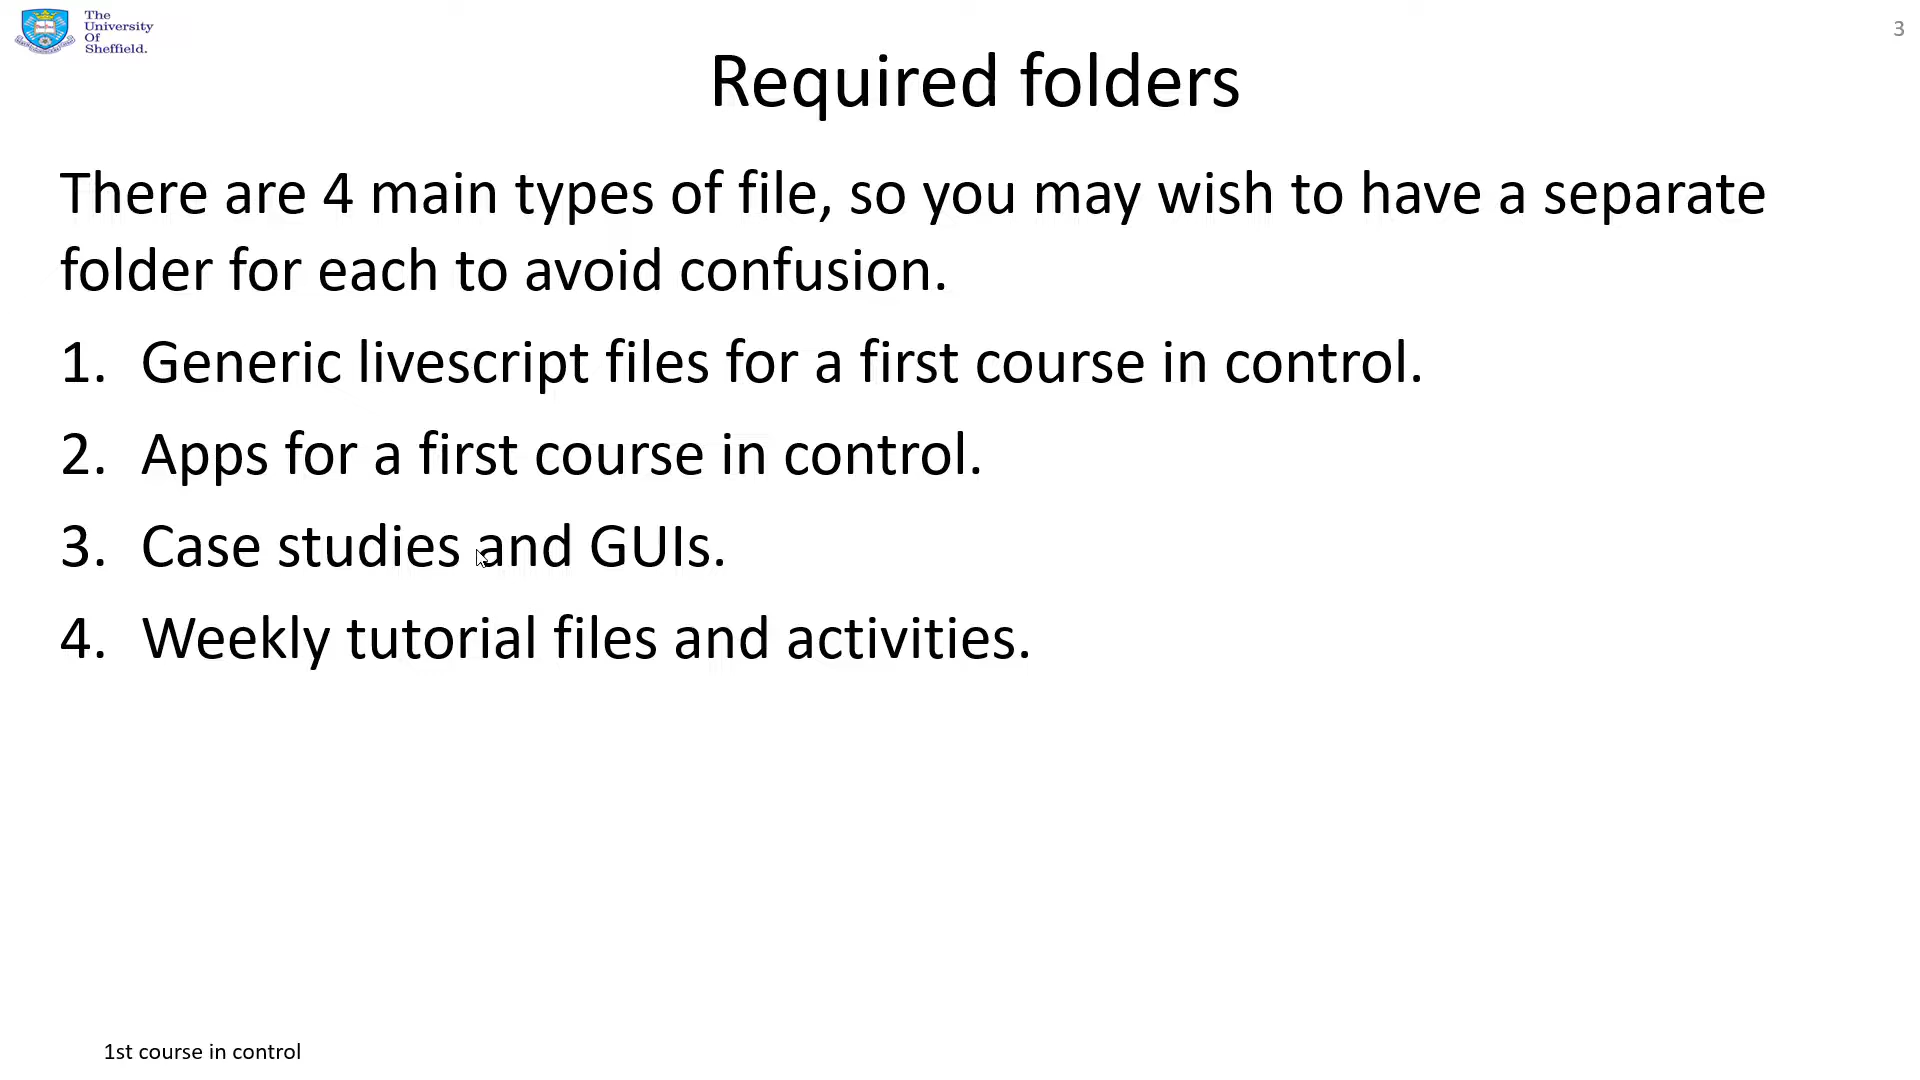 The
University
Of
Sheffield.
3
Required folders
There are 4 main types of file, so you may wish to have a separate
folder for each to avoid confusion.
1. Generic livescript files for a first course in control.
2. Apps for a first course in control.
3. Case studies and GUIs.
4. Weekly tutorial files and activities.
1st course in control